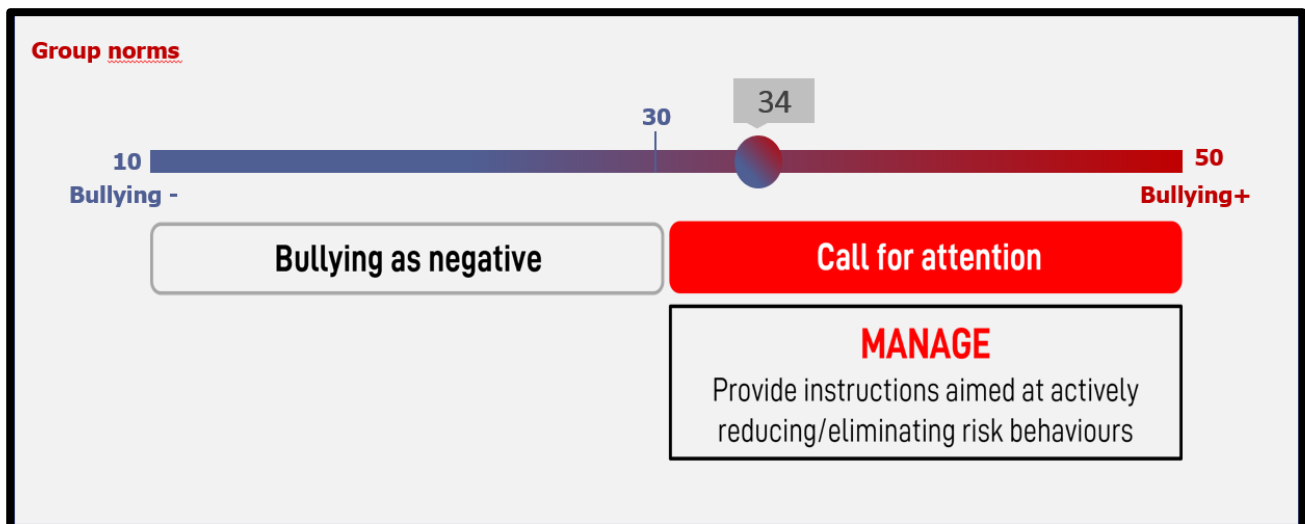 Group norms
34
30
10
50
Bullying -
Bullying+
Bullying as negative
Call for attention
MANAGE
Provide instructions aimed at actively
reducing/eliminating risk behaviours